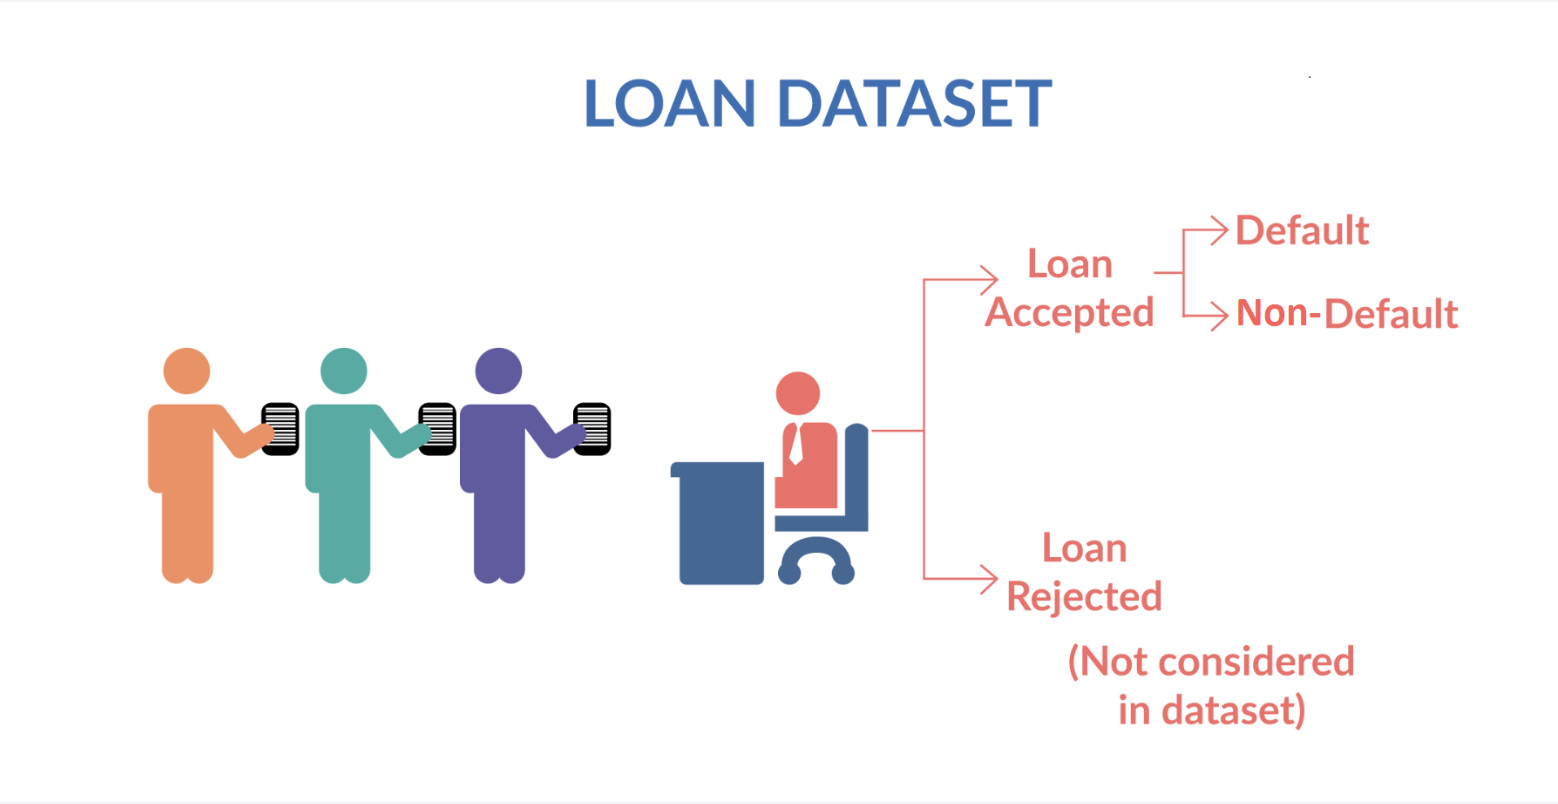 LOAN DATASET
Loan
Accepted
Default
Non-Default
Loan
Rejected
(Not considered
in dataset)